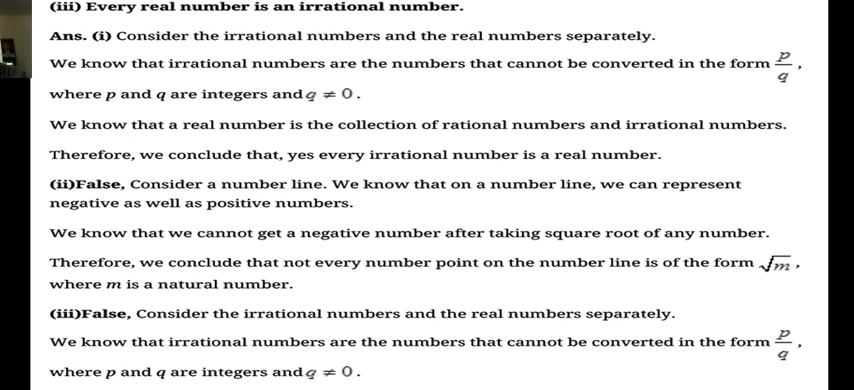 (iii) Every real number is an irrational number.
Ans. (i) Consider the irrational numbers and the real numbers separately.
We know that irrational numbers are the numbers that cannot be converted in the form p/q ,
where p and q are integers and q ≠ 0 .
We know that a real number is the collection of rational numbers and irrational numbers.
Therefore, we conclude that, yes every irrational number is a real number.
(ii)False, Consider a number line. We know that on a number line, we can represent
negative as well as positive numbers.
We know that we cannot get a negative number after taking square root of any number.
Therefore, we conclude that not every number point on the number line is of the form √m ,
where m is a natural number.
(iii)False, Consider the irrational numbers and the real numbers separately.
We know that irrational numbers are the numbers that cannot be converted in the form p/q ,
where p and q are integers and q ≠ 0 .